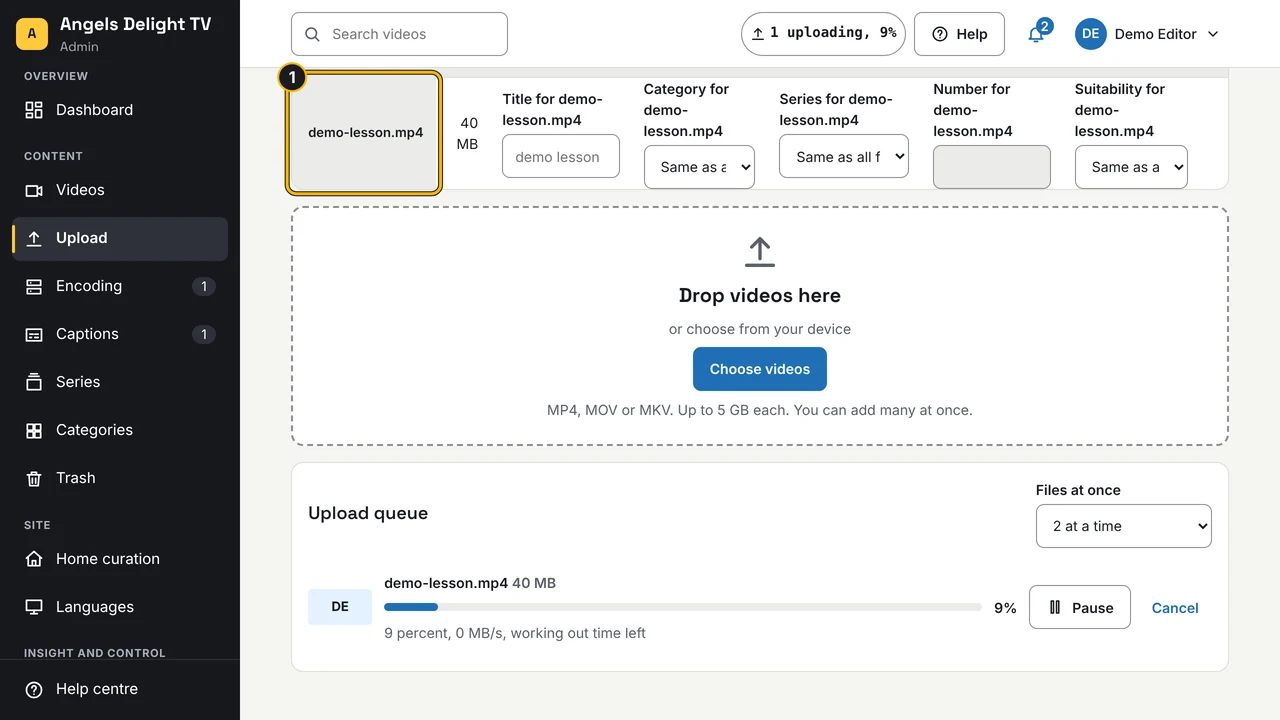 A
Angels Delight TV
Admin
OVERVIEW
Dashboard
CONTENT
Videos
Upload
Encoding 1
Captions 1
Series
Categories
Trash
SITE
Home curation
Languages
INSIGHT AND CONTROL
Help centre
Search videos
1 uploading, 9%
Help
2
DE
Demo Editor
1
demo-lesson.mp4
40
MB
Title for demo-
lesson.mp4
demo lesson
Category for
demo-
lesson.mp4
Same as a
Series for demo-
lesson.mp4
Same as all f
Number for
demo-
lesson.mp4
Suitability for
demo-
lesson.mp4
Same as a
Drop videos here
or choose from your device
Choose videos
MP4, MOV or MKV. Up to 5 GB each. You can add many at once.
Upload queue
Files at once
2 at a time
DE
demo-lesson.mp4 40 MB
9%
Pause
Cancel
9 percent, 0 MB/s, working out time left